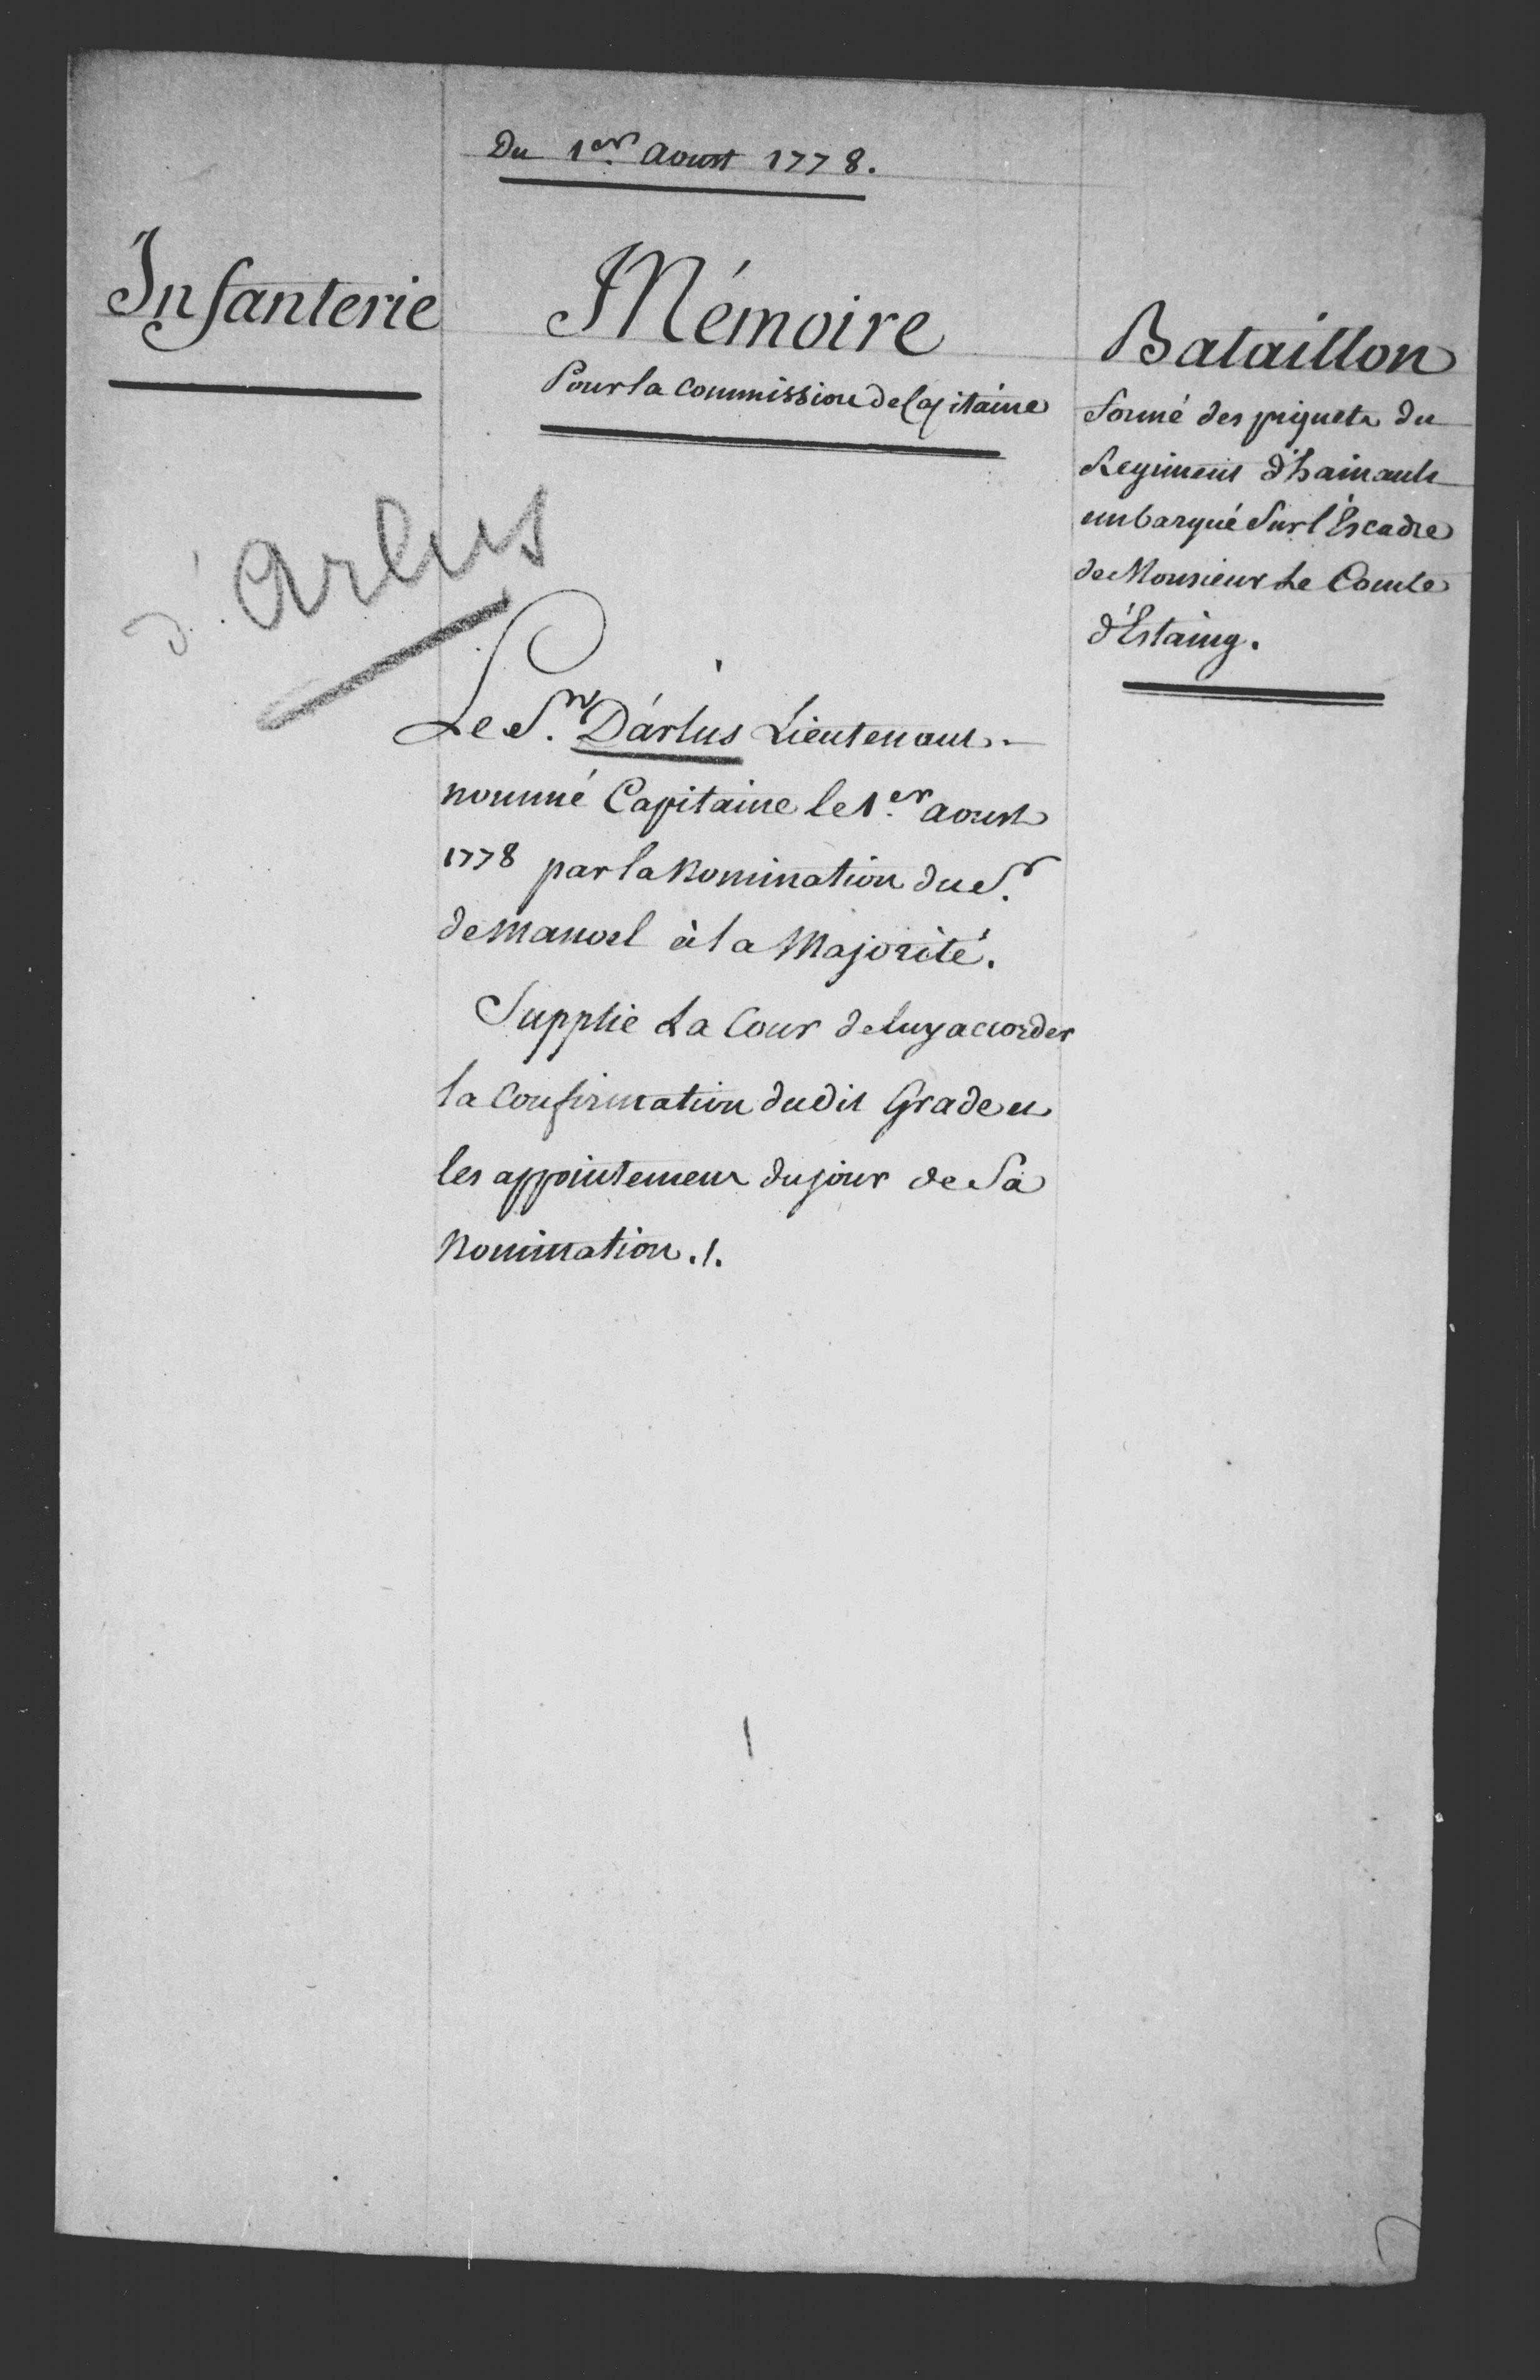 Du 1.er Aoust 1778.
Infanterie
Mémoire
Pour la Commission de Capitaine
Bataillon
formé des piquets du
Regiment d'hainault
embarqué Sur l'Escadre
de Monsieur Le Comte
d'Estaing.
d'Arlus
Le S.r D'arlus Lieutenant
nommé Capitaine le 1.er aoust
1778 par la Nomination du S.r
de Manoel à la Majorité.
Supplie La Cour de luy accorder
la Confirmation dudit Grade et
les appointemens du jour de Sa
Nomination ./.